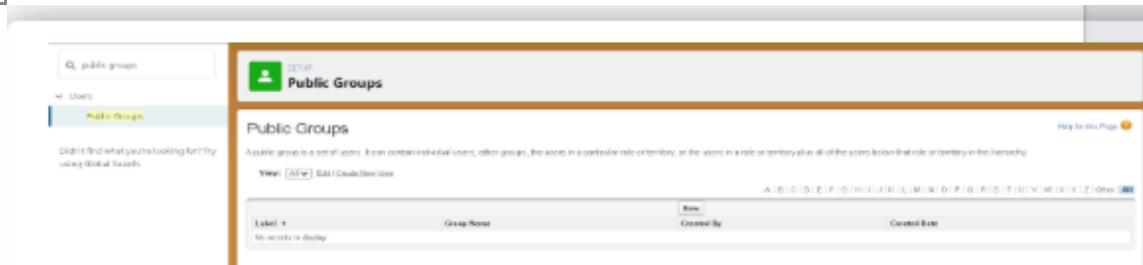 public groups
Users
Public Groups
Didn't find what you're looking for? Try
using Global Search.
SETUP
Public Groups
Public Groups
Help for this Page
A public group is a set of users. It can contain individual users, other groups, the users in a particular role or territory, or the users in a role or territory plus all of the users below that role or territory in the hierarchy.
View: All Edit | Create New View
A | B | C | D | E | F | G | H | I | J | K | L | M | N | O | P | Q | R | S | T | U | V | W | X | Y | Z | Other | All
New
Label Group Name Created By Created Date
No records to display